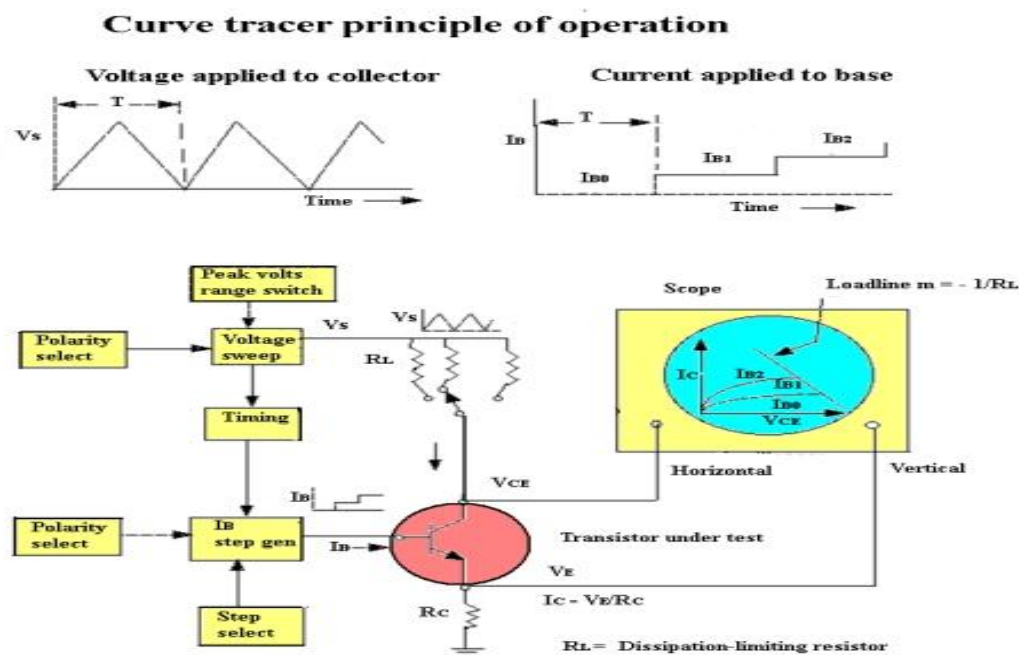 Curve tracer principle of operation
Voltage applied to collector
Current applied to base
T
Vs
Time
T
IB
IB0
IB1
IB2
Time
Peak volts
range switch
Polarity
select
Voltage
sweep
Vs
Vs
RL
Timing
Scope
Loadline m = - 1/RL
IC
IB2
IB1
IB0
VCE
Horizontal
Vertical
VCE
IB
Polarity
select
IB
step gen
IB
Transistor under test
VE
IC - VE/RC
RC
Step
select
RL = Dissipation-limiting resistor